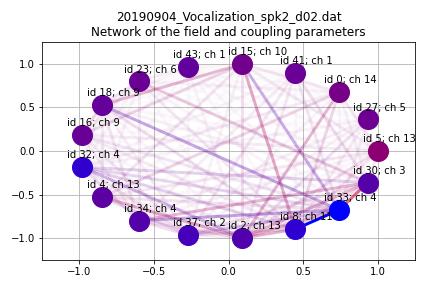 20190904_Vocalization_spk2_d02.dat
Network of the field and coupling parameters
id 15; ch 10
id 43; ch 1
id 41; ch 1
id 23; ch 6
id 0; ch 14
id 18; ch 9
id 27; ch 5
id 16; ch 9
id 5; ch 13
id 32; ch 4
id 30; ch 3
id 4; ch 13
id 33; ch 4
id 34; ch 4
id 37; ch 2
id 2; ch 13
id 8; ch 11
1.0
0.5
0.0
−0.5
−1.0
−1.0
−0.5
0.0
0.5
1.0